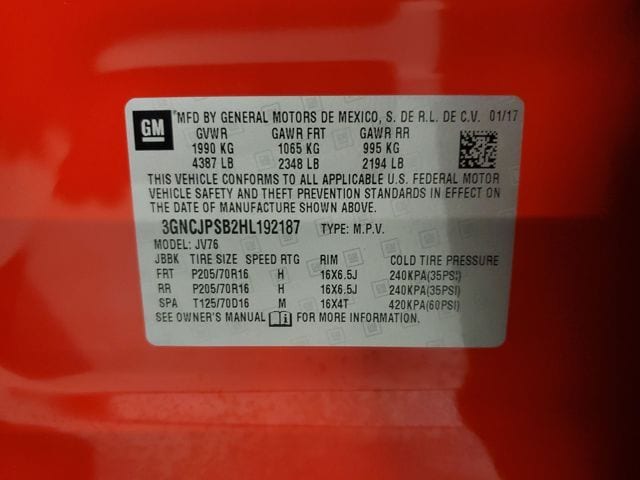 GM
*MFD BY GENERAL MOTORS DE MEXICO, S. DE R.L. DE C.V. 01/17
GVWR GAWR FRT GAWR RR
1990 KG 1065 KG 995 KG
4387 LB 2348 LB 2194 LB
THIS VEHICLE CONFORMS TO ALL APPLICABLE U.S. FEDERAL MOTOR
VEHICLE SAFETY AND THEFT PREVENTION STANDARDS IN EFFECT ON
THE DATE OF MANUFACTURE SHOWN ABOVE.
3GNCJPSB2HL192187 TYPE: M.P.V.
MODEL: JV76
JBBK TIRE SIZE SPEED RTG RIM COLD TIRE PRESSURE
FRT P205/70R16 H 16X6.5J 240KPA(35PSI)
RR P205/70R16 H 16X6.5J 240KPA(35PSI)
SPA T125/70D16 M 16X4T 420KPA(60PSI)
SEE OWNER'S MANUAL FOR MORE INFORMATION.